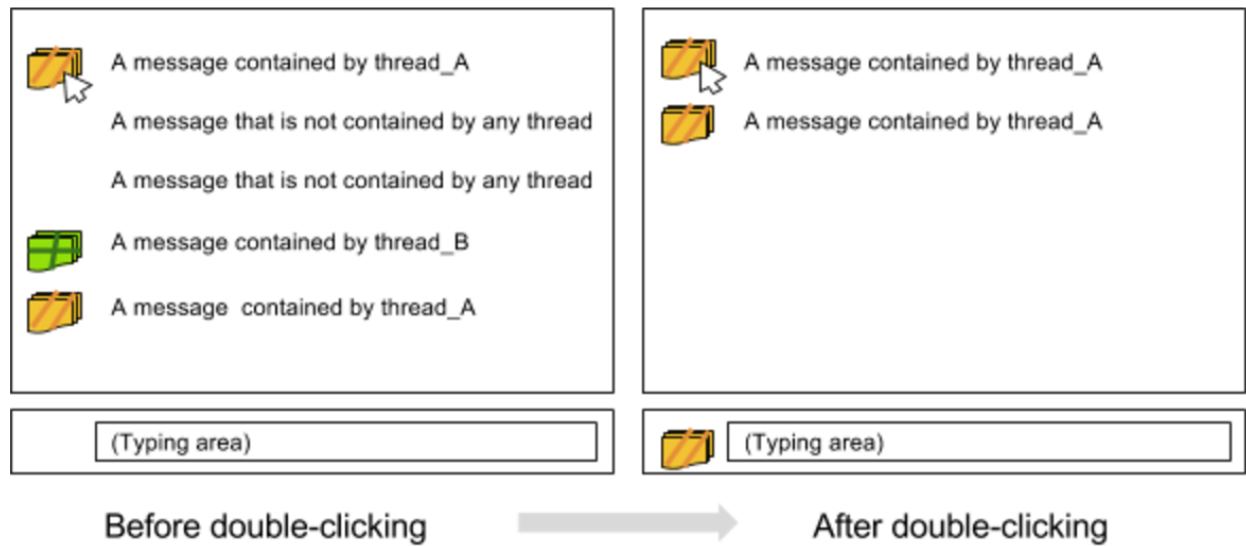 A message contained by thread_A
A message that is not contained by any thread
A message that is not contained by any thread
A message contained by thread_B
A message  contained by thread_A
(Typing area)
Before double-clicking
A message contained by thread_A
A message contained by thread_A
(Typing area)
After double-clicking